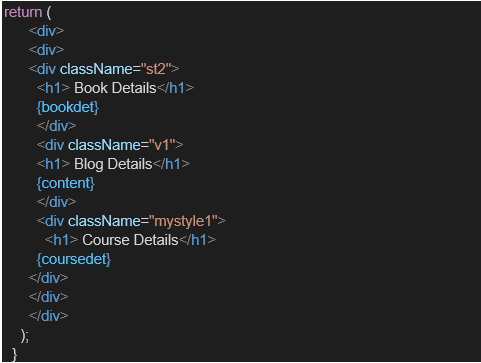 return (
<div>
<div>
<div className="st2">
<h1> Book Details</h1>
{bookdet}
</div>
<div className="v1">
<h1> Blog Details</h1>
{content}
</div>
<div className="mystyle1">
<h1> Course Details</h1>
{coursedet}
</div>
</div>
</div>
);
}